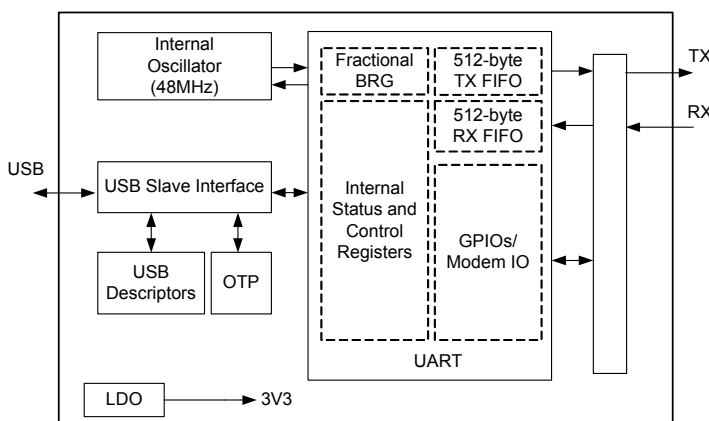 Internal
Oscillator
(48MHz)
Fractional
BRG
512-byte
TX FIFO
TX
512-byte
RX FIFO
RX
USB
USB Slave Interface
Internal
Status and
Control
Registers
GPIOs/
Modem IO
USB
Descriptors
OTP
UART
LDO
3V3